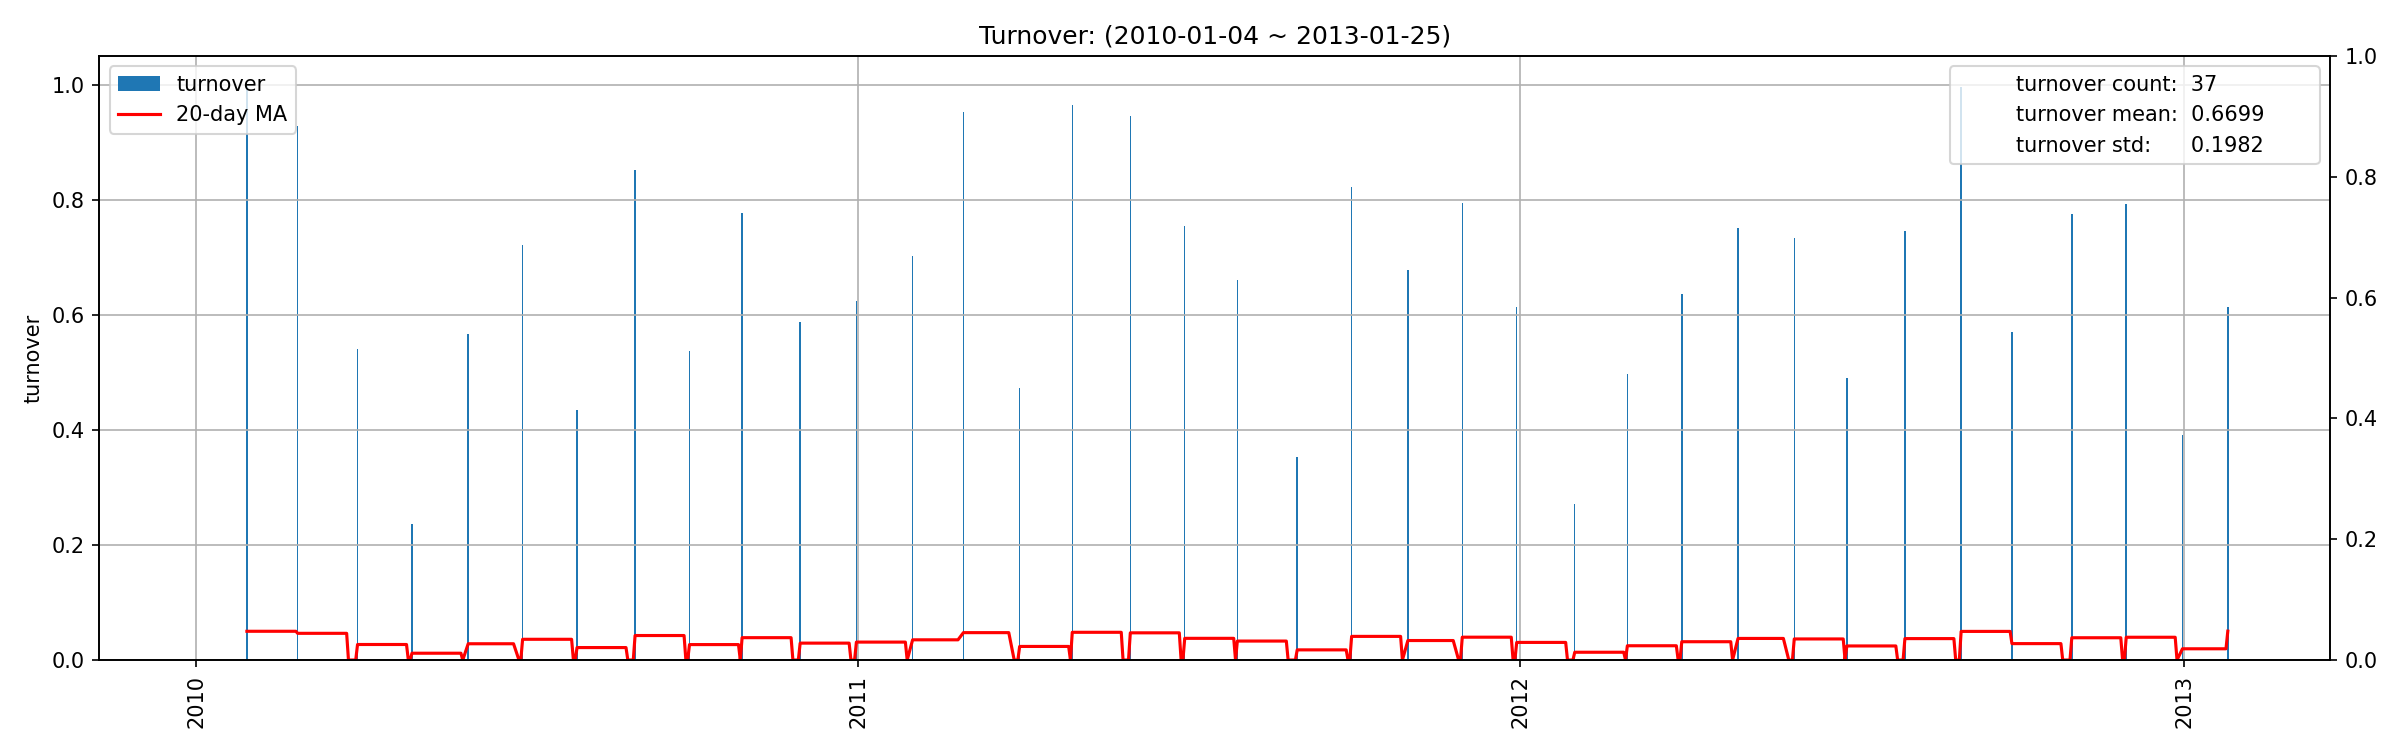 Turnover: (2010-01-04 ~ 2013-01-25)
turnover
20-day MA
turnover count: 37
turnover mean: 0.6699
turnover std: 0.1982
turnover
1.0
0.8
0.6
0.4
0.2
0.0
1.0
0.8
0.6
0.4
0.2
0.0
2010
2011
2012
2013